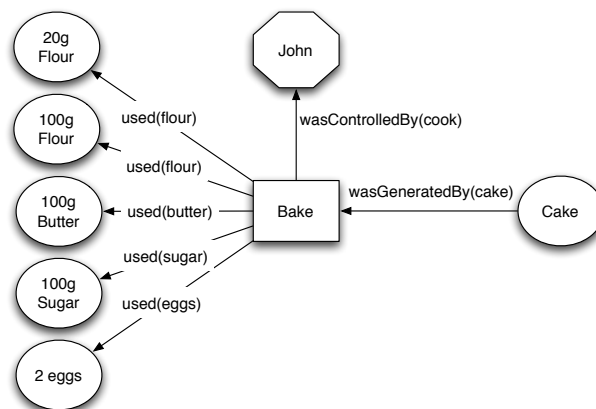 20g
Flour
John
100g
Flour
used(flour)
wasControlledBy(cook)
used(flour)
wasGeneratedBy(cake)
100g
Butter
used(butter)
Bake
Cake
used(sugar)
100g
Sugar
used(eggs)
2 eggs